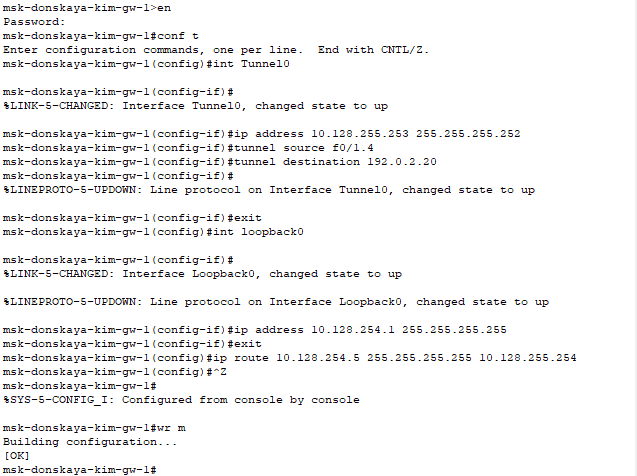 msk-donskaya-kim-gw-1>en
Password:
msk-donskaya-kim-gw-1#conf t
Enter configuration commands, one per line.  End with CNTL/Z.
msk-donskaya-kim-gw-1(config)#int Tunnel0
msk-donskaya-kim-gw-1(config-if)#
%LINK-5-CHANGED: Interface Tunnel0, changed state to up
msk-donskaya-kim-gw-1(config-if)#ip address 10.128.255.253 255.255.255.252
msk-donskaya-kim-gw-1(config-if)#tunnel source f0/1.4
msk-donskaya-kim-gw-1(config-if)#tunnel destination 192.0.2.20
msk-donskaya-kim-gw-1(config-if)#
%LINEPROTO-5-UPDOWN: Line protocol on Interface Tunnel0, changed state to up
msk-donskaya-kim-gw-1(config-if)#exit
msk-donskaya-kim-gw-1(config)#int loopback0
msk-donskaya-kim-gw-1(config-if)#
%LINK-5-CHANGED: Interface Loopback0, changed state to up
%LINEPROTO-5-UPDOWN: Line protocol on Interface Loopback0, changed state to up
msk-donskaya-kim-gw-1(config-if)#ip address 10.128.254.1 255.255.255.255
msk-donskaya-kim-gw-1(config-if)#exit
msk-donskaya-kim-gw-1(config)#ip route 10.128.254.5 255.255.255.255 10.128.255.254
msk-donskaya-kim-gw-1(config)#^Z
msk-donskaya-kim-gw-1#
%SYS-5-CONFIG_I: Configured from console by console
msk-donskaya-kim-gw-1#wr m
Building configuration...
[OK]
msk-donskaya-kim-gw-1#